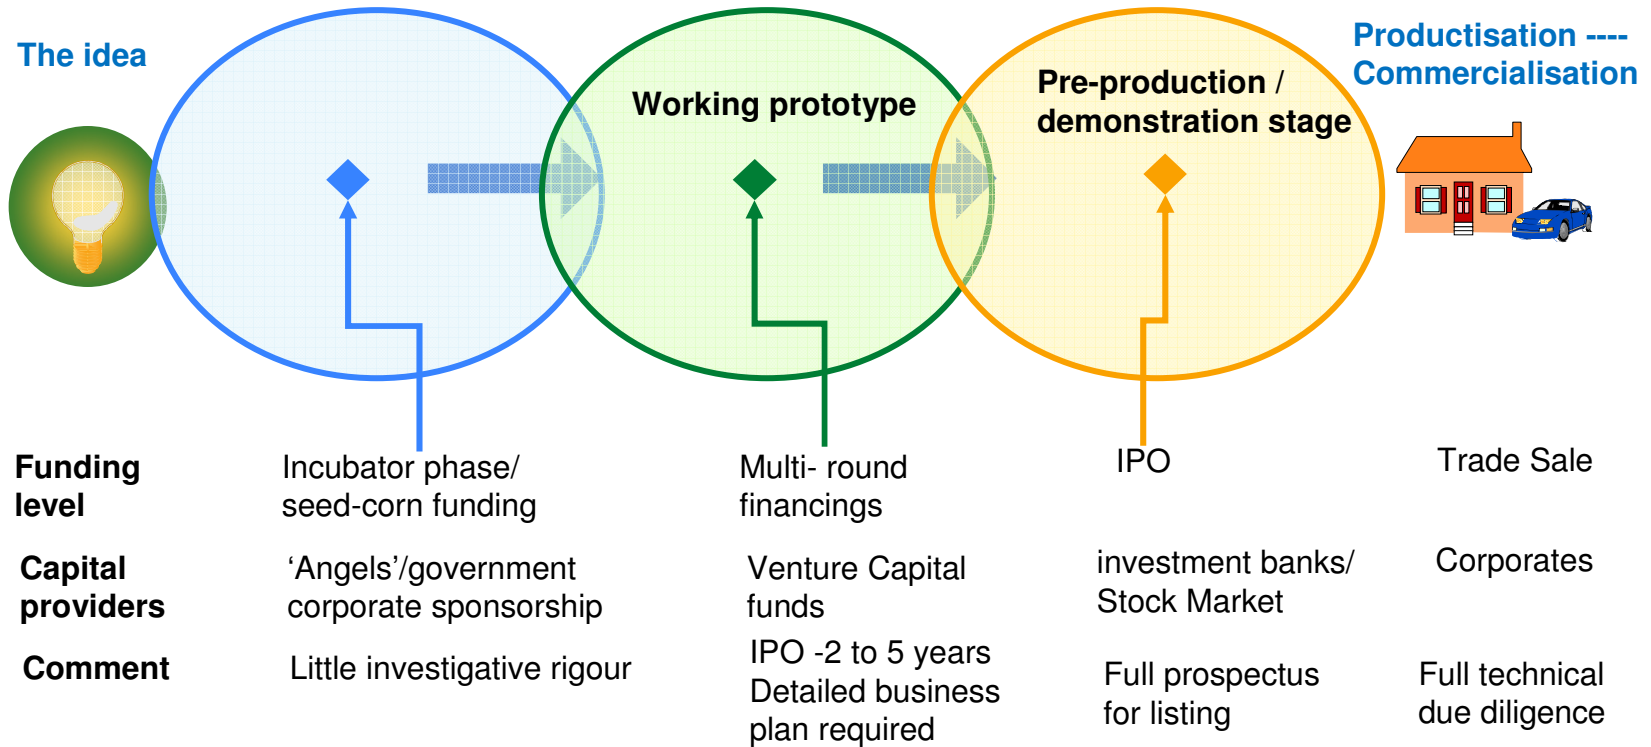 The idea
Working prototype
Pre-production /
demonstration stage
Productisation ----
Commercialisation
Funding
level
Incubator phase/
seed-corn funding
Multi- round
financings
IPO
Trade Sale
Capital
providers
‘Angels’/government
corporate sponsorship
Venture Capital
funds
investment banks/
Stock Market
Corporates
Comment
Little investigative rigour
IPO -2 to 5 years
Detailed business
plan required
Full prospectus
for listing
Full technical
due diligence